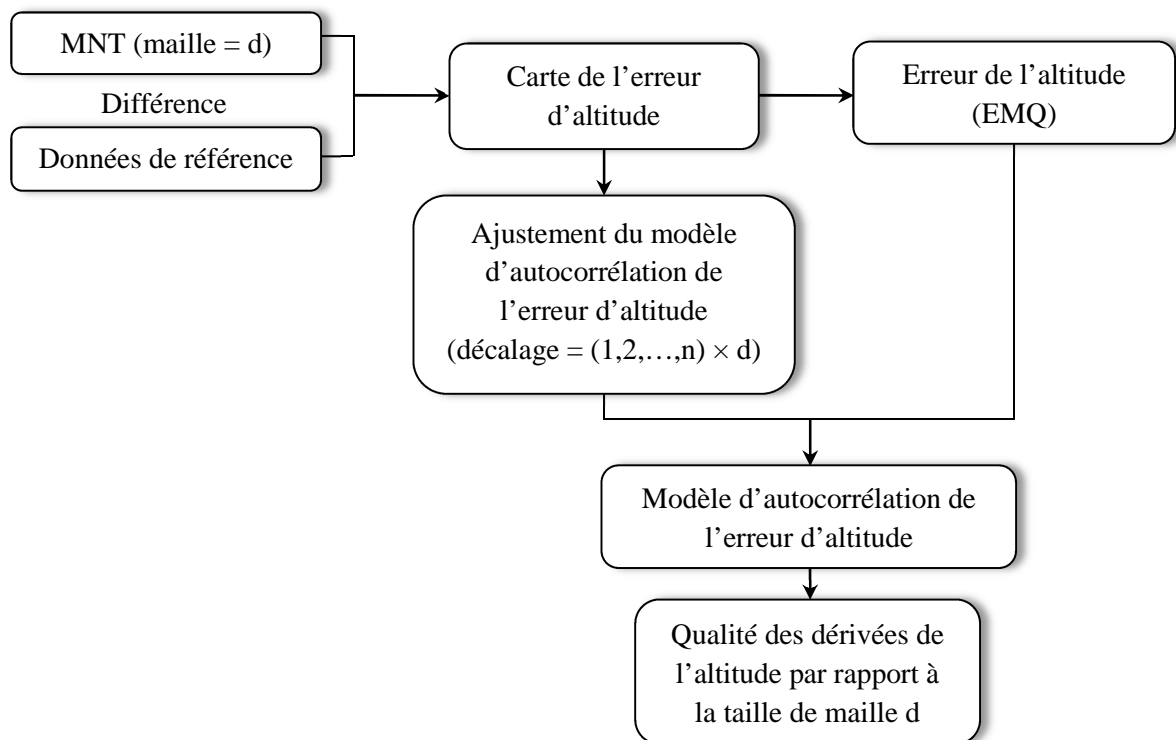 MNT (maille = d)
Différence
Données de référence
Carte de l’erreur
d’altitude
Erreur de l’altitude
(EMQ)
Ajustement du modèle
d’autocorrélation de
l’erreur d’altitude
(décalage = (1,2,…,n) × d)
Modèle d’autocorrélation de
l’erreur d’altitude
Qualité des dérivées de
l’altitude par rapport à
la taille de maille d